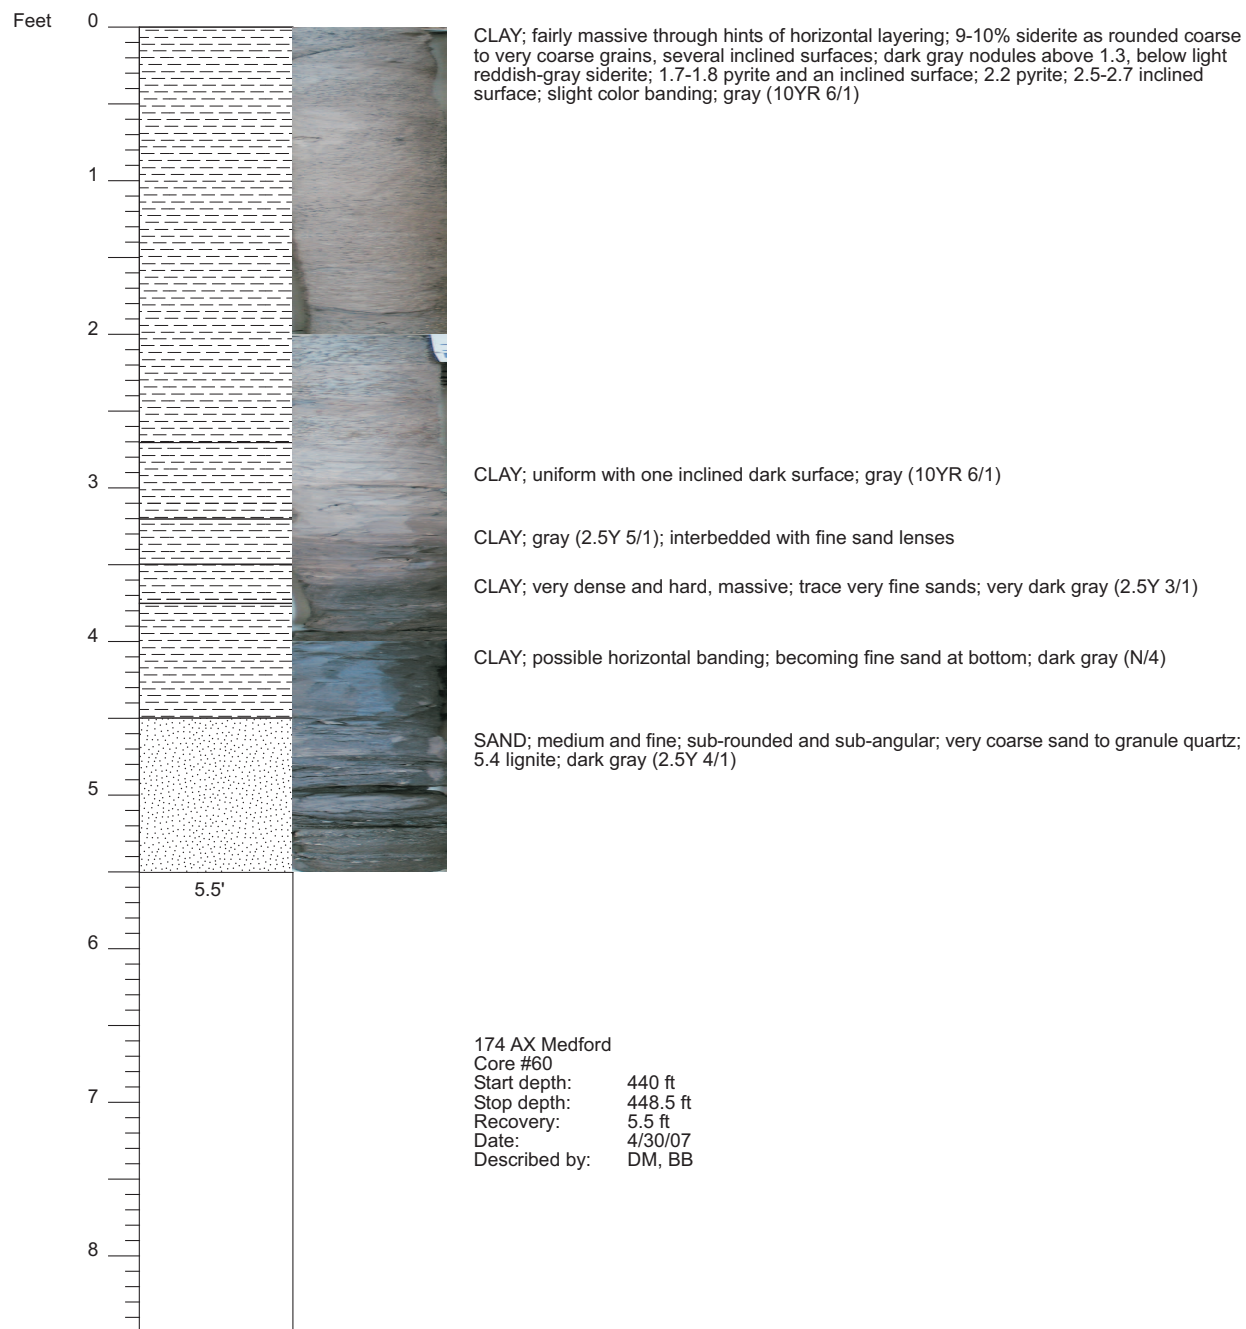 Feet
0
CLAY; fairly massive through hints of horizontal layering; 9-10% siderite as rounded coarse
to very coarse grains, several inclined surfaces; dark gray nodules above 1.3, below light
reddish-gray siderite; 1.7-1.8 pyrite and an inclined surface; 2.2 pyrite; 2.5-2.7 inclined
surface; slight color banding; gray (10YR 6/1)
1
2
CLAY; uniform with one inclined dark surface; gray (10YR 6/1)
3
CLAY; gray (2.5Y 5/1); interbedded with fine sand lenses
CLAY; very dense and hard, massive; trace very fine sands; very dark gray (2.5Y 3/1)
4
CLAY; possible horizontal banding; becoming fine sand at bottom; dark gray (N/4)
SAND; medium and fine; sub-rounded and sub-angular; very coarse sand to granule quartz;
5.4 lignite; dark gray (2.5Y 4/1)
5
5.5'
6
174 AX Medford
Core #60
Start depth: 440 ft
Stop depth: 448.5 ft
Recovery: 5.5 ft
Date: 4/30/07
Described by: DM, BB
7
8